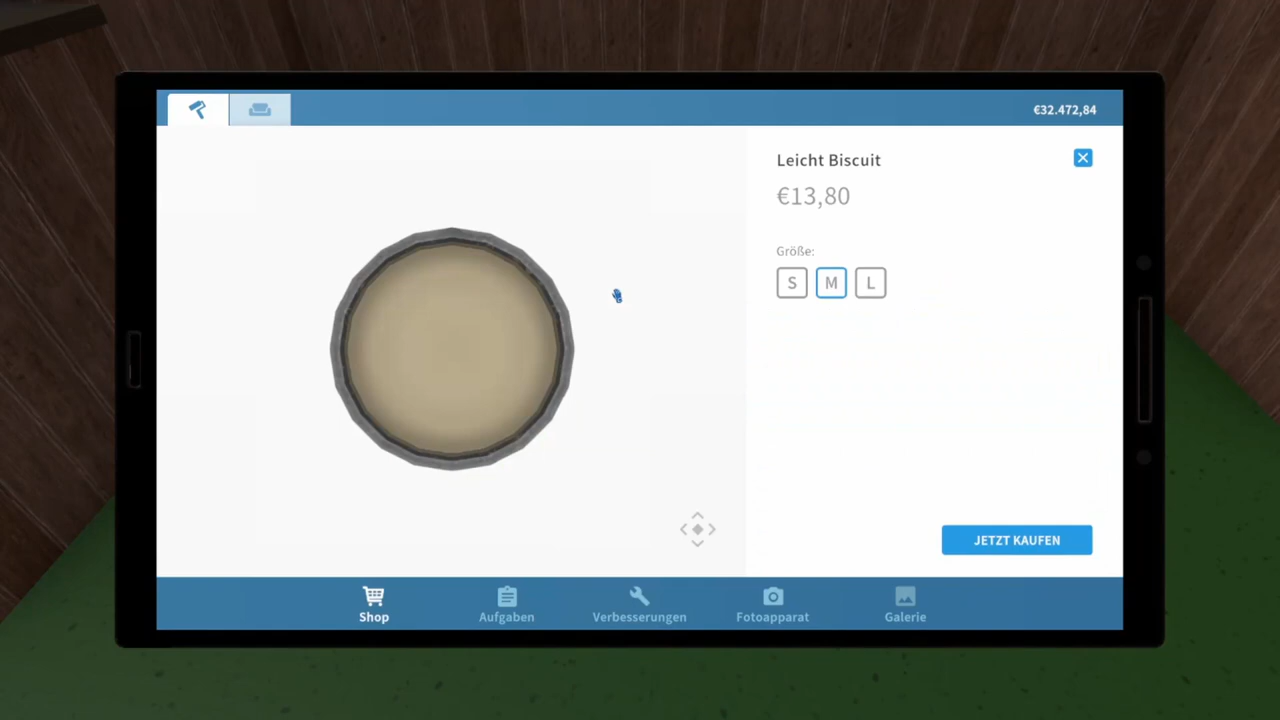 €32.472,84
Leicht Biscuit
€13,80
Größe:
S M L
JETZT KAUFEN
Shop Aufgaben Verbesserungen Fotoapparat Galerie